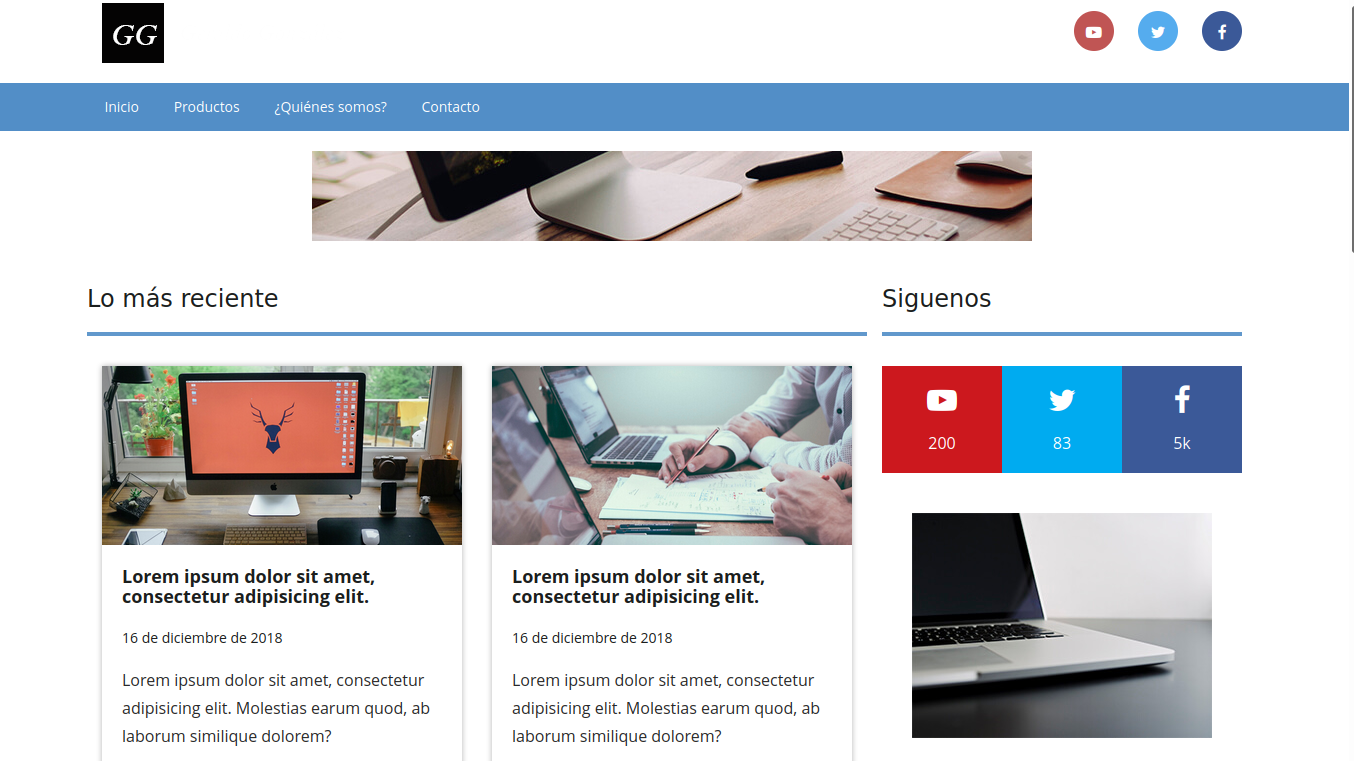 GG
Inicio Productos ¿Quiénes somos? Contacto
Lo más reciente
Siguenos
200 83 5k
Lorem ipsum dolor sit amet,
consectetur adipisicing elit.
16 de diciembre de 2018
Lorem ipsum dolor sit amet, consectetur
adipisicing elit. Molestias earum quod, ab
laborum similique dolorem?
Lorem ipsum dolor sit amet,
consectetur adipisicing elit.
16 de diciembre de 2018
Lorem ipsum dolor sit amet, consectetur
adipisicing elit. Molestias earum quod, ab
laborum similique dolorem?